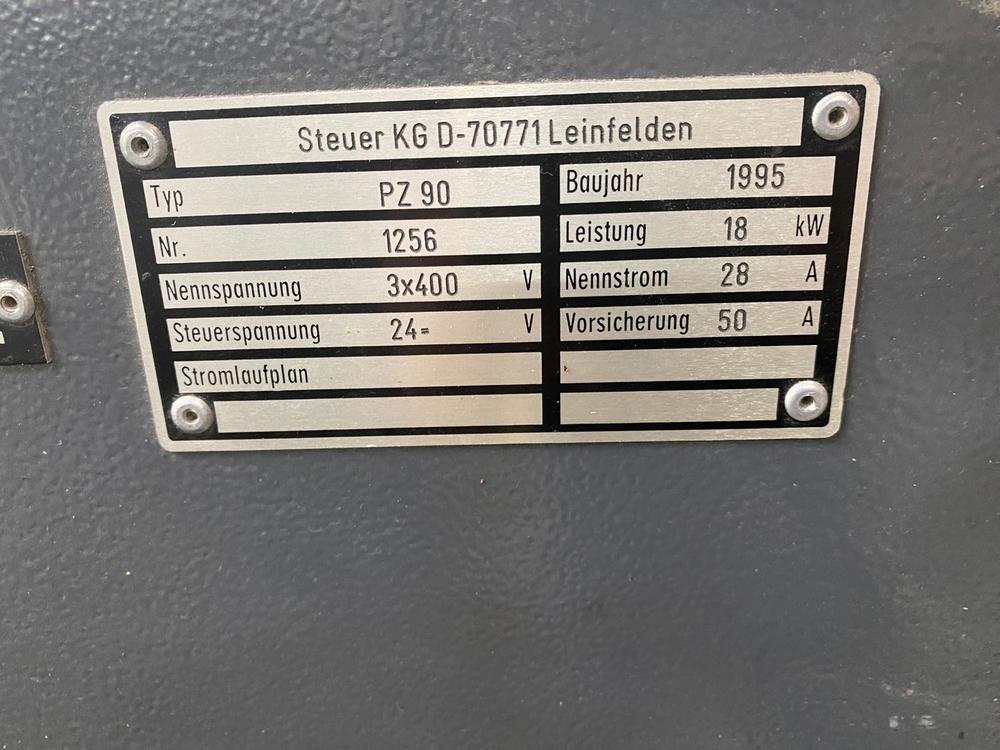 Steuer KG D-70771 Leinfelden
Typ PZ 90
Baujahr 1995
Nr. 1256
Leistung 18 kW
Nennspannung 3x400 V
Nennstrom 28 A
Steuerspannung 24= V
Vorsicherung 50 A
Stromlaufplan